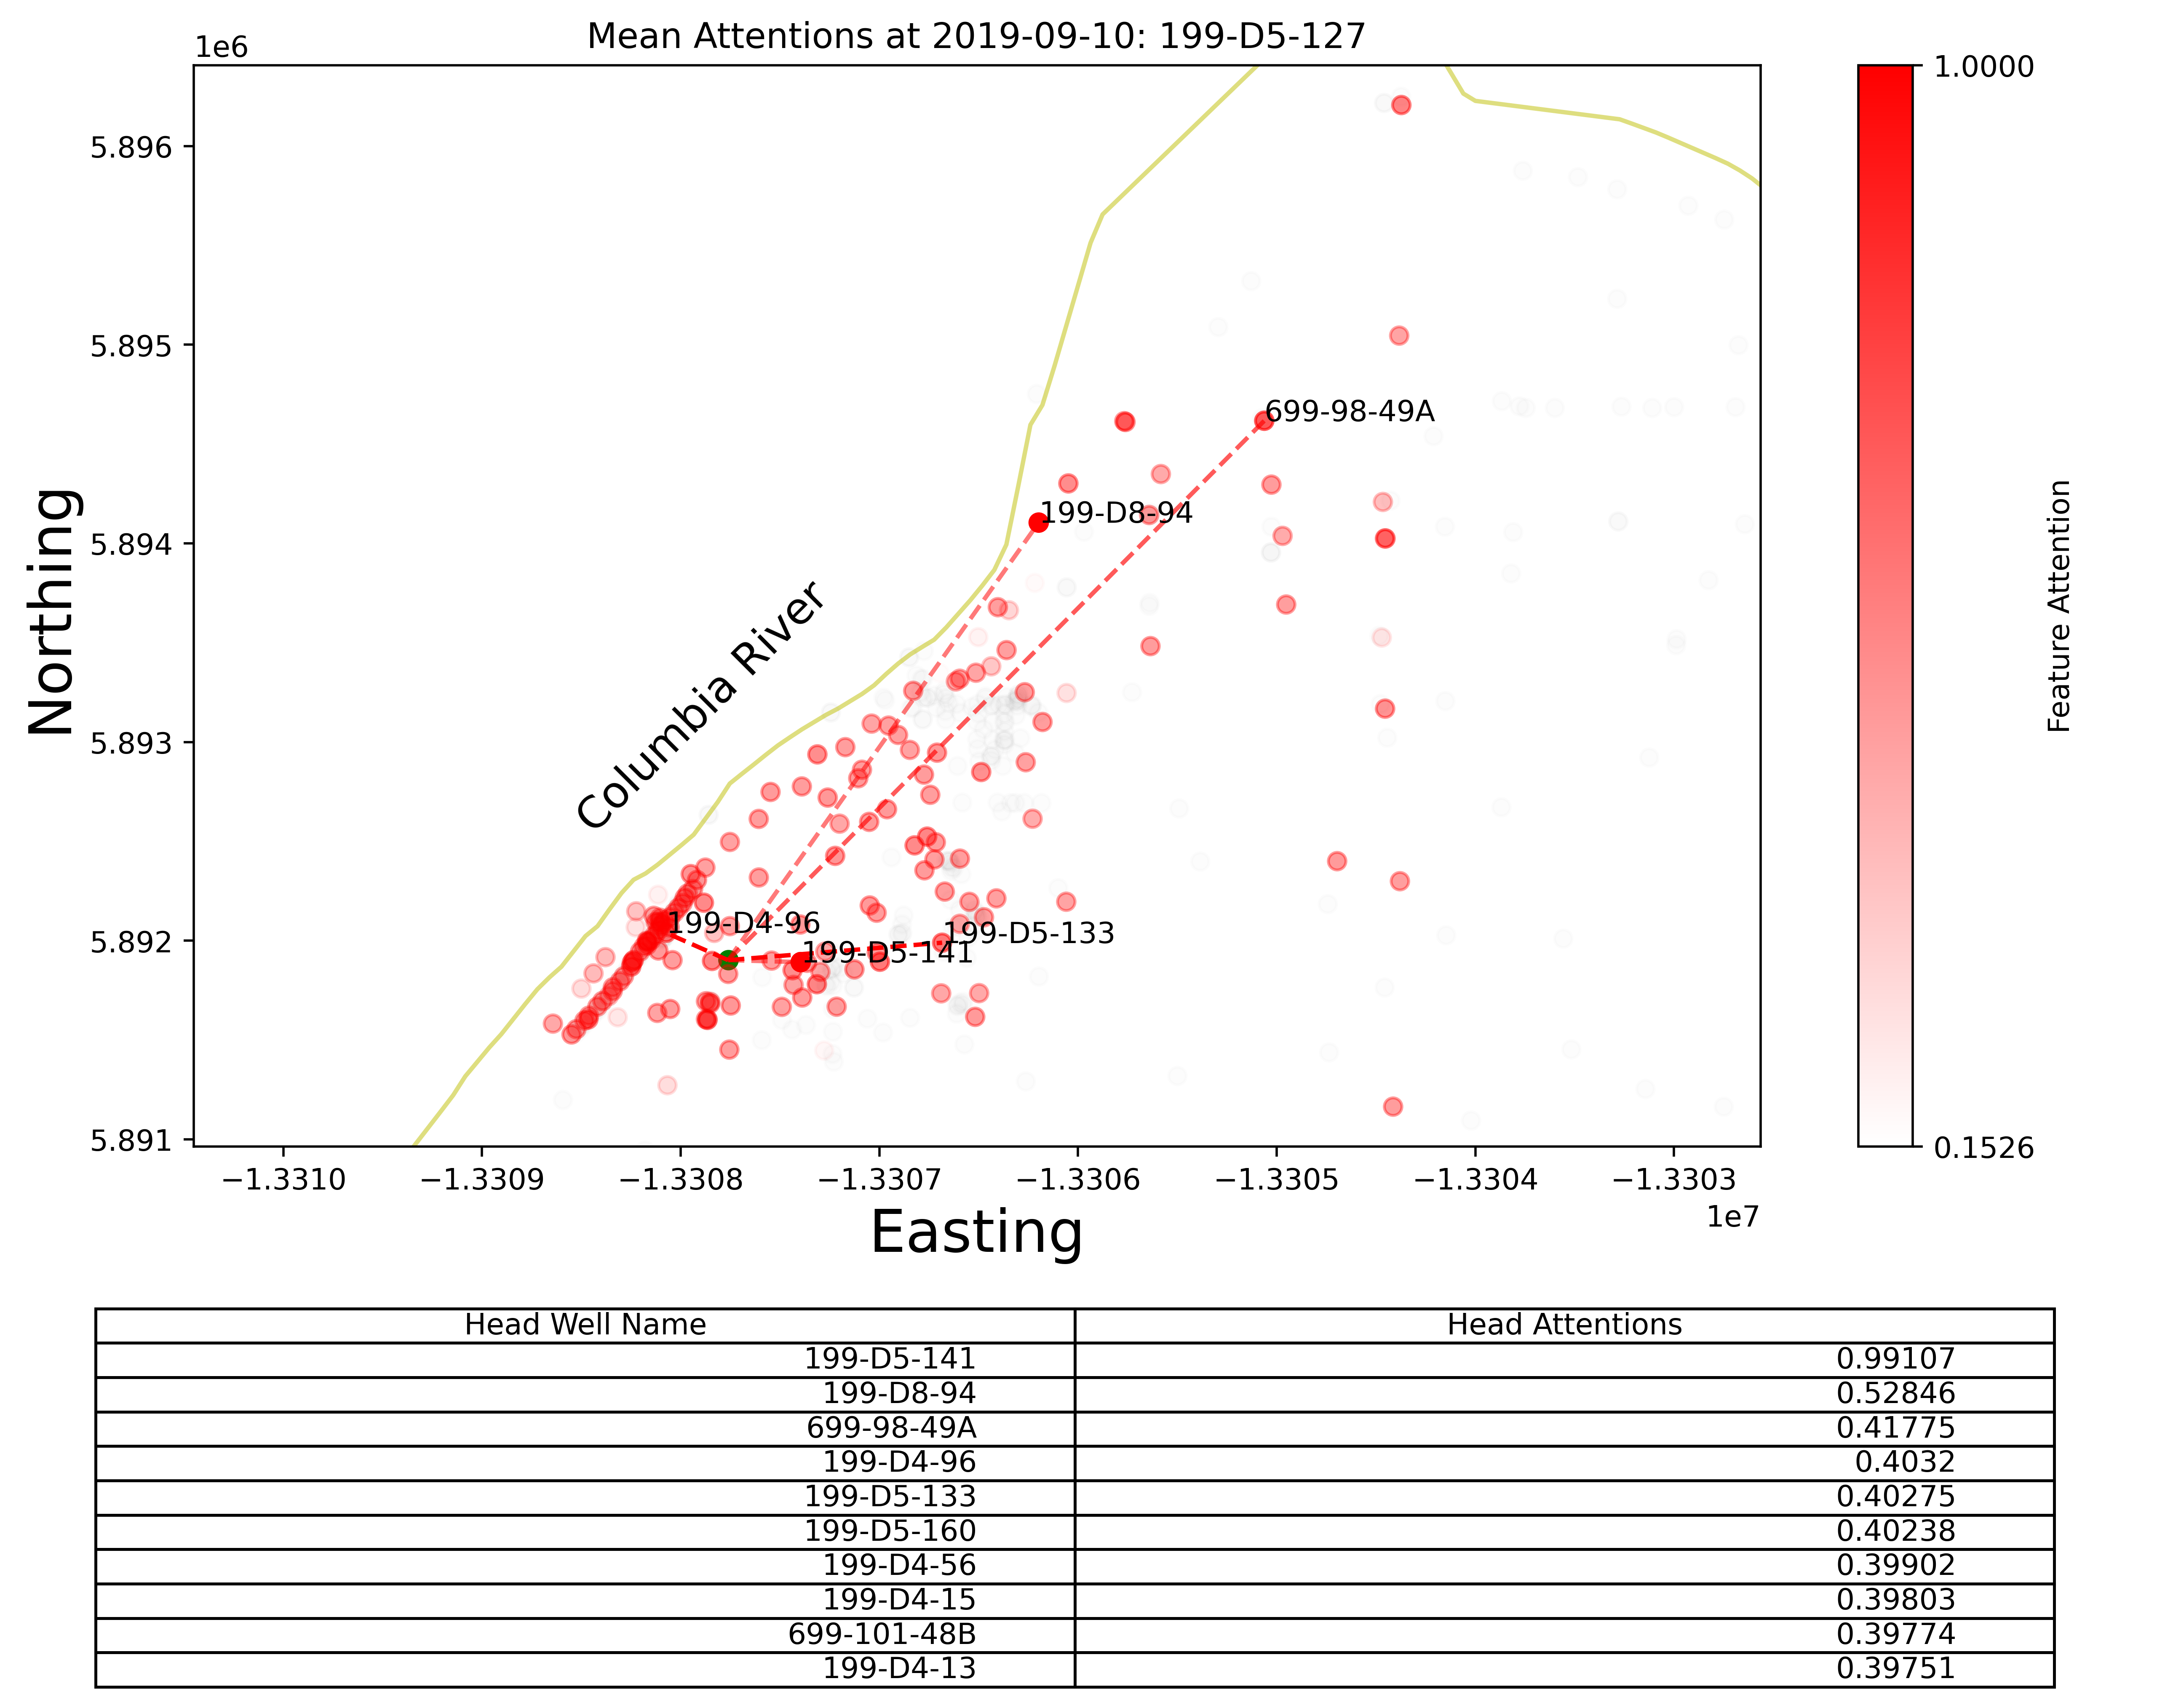 Mean Attentions at 2019-09-10: 199-D5-127
1e6
1.0000
5.896
5.895
5.894
5.893
5.892
5.891
Northing
Columbia River
699-98-49A
199-D8-94
199-D4-96
199-D5-133
199-D5-141
Feature Attention
0.1526
−1.3310 −1.3309 −1.3308 −1.3307 −1.3306 −1.3305 −1.3304 −1.3303
1e7
Easting
Head Well Name Head Attentions
199-D5-141 0.99107
199-D8-94 0.52846
699-98-49A 0.41775
199-D4-96 0.4032
199-D5-133 0.40275
199-D5-160 0.40238
199-D4-56 0.39902
199-D4-15 0.39803
699-101-48B 0.39774
199-D4-13 0.39751